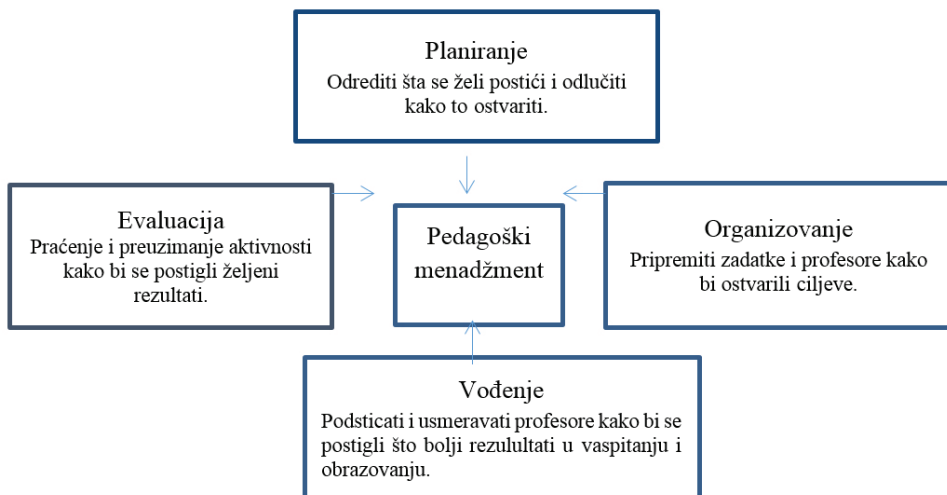 Planiranje
Odrediti šta se želi postići i odlučiti
kako to ostvariti.
Evaluacija
Praćenje i preuzimanje aktivnosti
kako bi se postigli željeni
rezultati.
Pedagoški
menadžment
Organizovanje
Pripremiti zadatke i profesore kako
bi ostvarili ciljeve.
Vođenje
Podsticati i usmeravati profesore kako bi se
postigli što bolji rezulultati u vaspitanju i
obrazovanju.